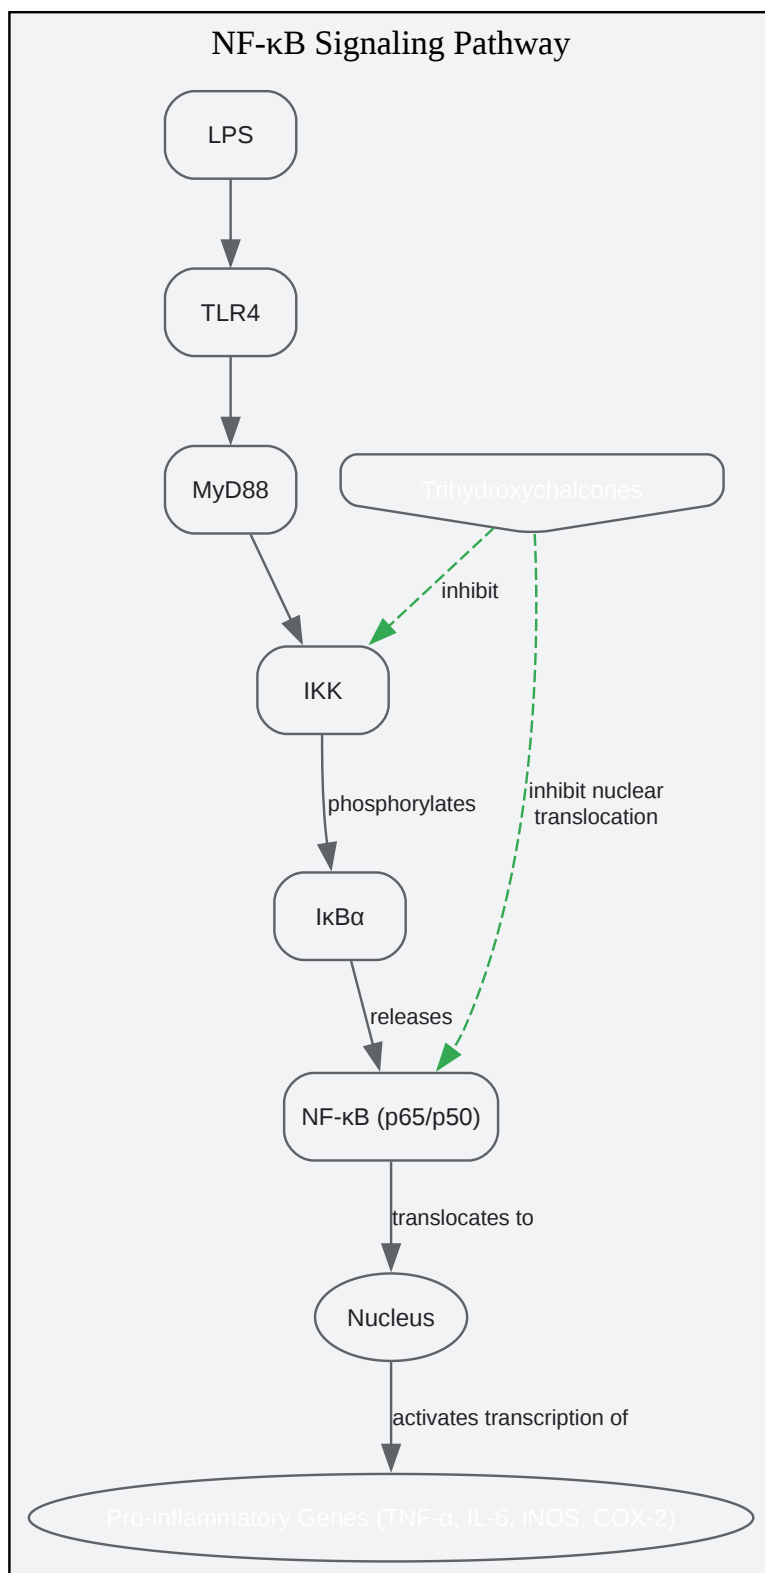 NF-κB Signaling Pathway
LPS
TLR4
MyD88
Trihydroxychalcones
inhibit
IKK
phosphorylates
inhibit nuclear
translocation
IκBα
releases
NF-κB (p65/p50)
translocates to
Nucleus
activates transcription of
Pro-inflammatory Genes (TNF-α, IL-6, iNOS, COX-2)